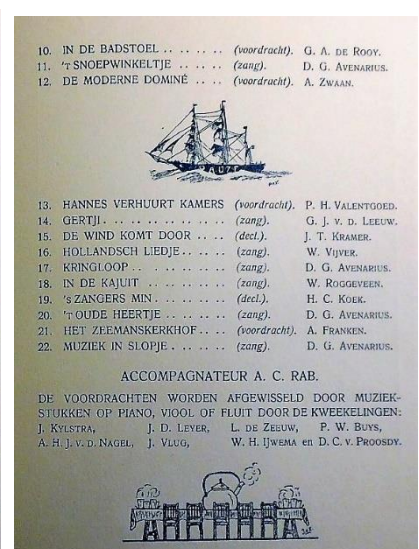 10. IN DE BADSTOEL . . . . . . . (voordracht). G. A. DE ROOY.
11. 'T SNOEPWINKELTJE . . . . . . (zang). D. G. AVENARIUS.
12. DE MODERNE DOMINÉ . . . . (voordracht). A. ZWAAN.
PAUZE
13. HANNES VERHUURT KAMERS (voordracht). P. H. VALENTGOED.
14. GERTJI. . . . . . . . . . . (zang). G. J. V. D. LEEUW.
15. DE WIND KOMT DOOR . . . . (decl.). J. T. KRAMER.
16. HOLLANDSCH LIEDJE. . . . . . (zang). W. VIJVER.
17. KRINGLOOP . . . . . . . . . (zang). D. G. AVENARIUS.
18. IN DE KAJUIT . . . . . . . . (zang). W. ROGGEVEEN.
19. 'S ZANGERS MIN. . . . . . . . (decl.). H. C. KOEK.
20. 'T OUDE HEERTJE . . . . . . . (zang). D. G. AVENARIUS.
21. HET ZEEMANSKERKHOF . . . . (voordracht). A. FRANKEN.
22. MUZIEK IN SLOPJE . . . . . . . (zang). D. G. AVENARIUS.
ACCOMPAGNATEUR A. C. RAB.
DE VOORDRACHTEN WORDEN AFGEWISSELD DOOR MUZIEK-
STUKKEN OP PIANO, VIOOL OF FLUIT DOOR DE KWEEKELINGEN:
J. KYLSTRA, J. D. LEYER, L. DE ZEEUW, P. W. BUYS,
A. H. J. V. D. NAGEL, J. VLUG, W. H. IJWEMA en D. C. V. PROOSDY.